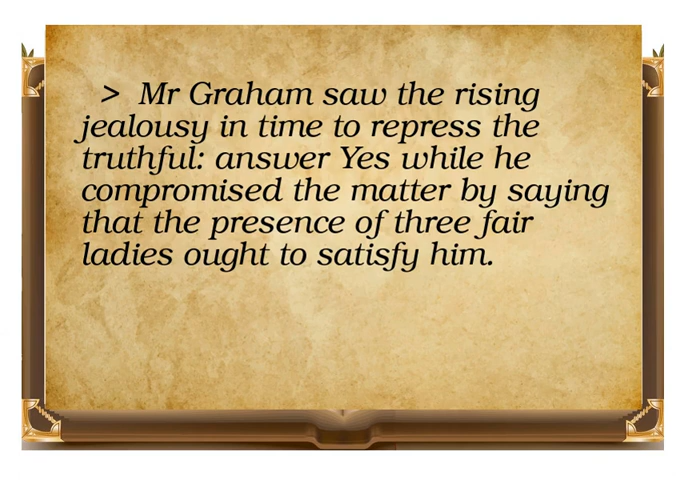 > Mr Graham saw the rising
jealousy in time to repress the
truthful: answer Yes while he
compromised the matter by saying
that the presence of three fair
ladies ought to satisfy him.